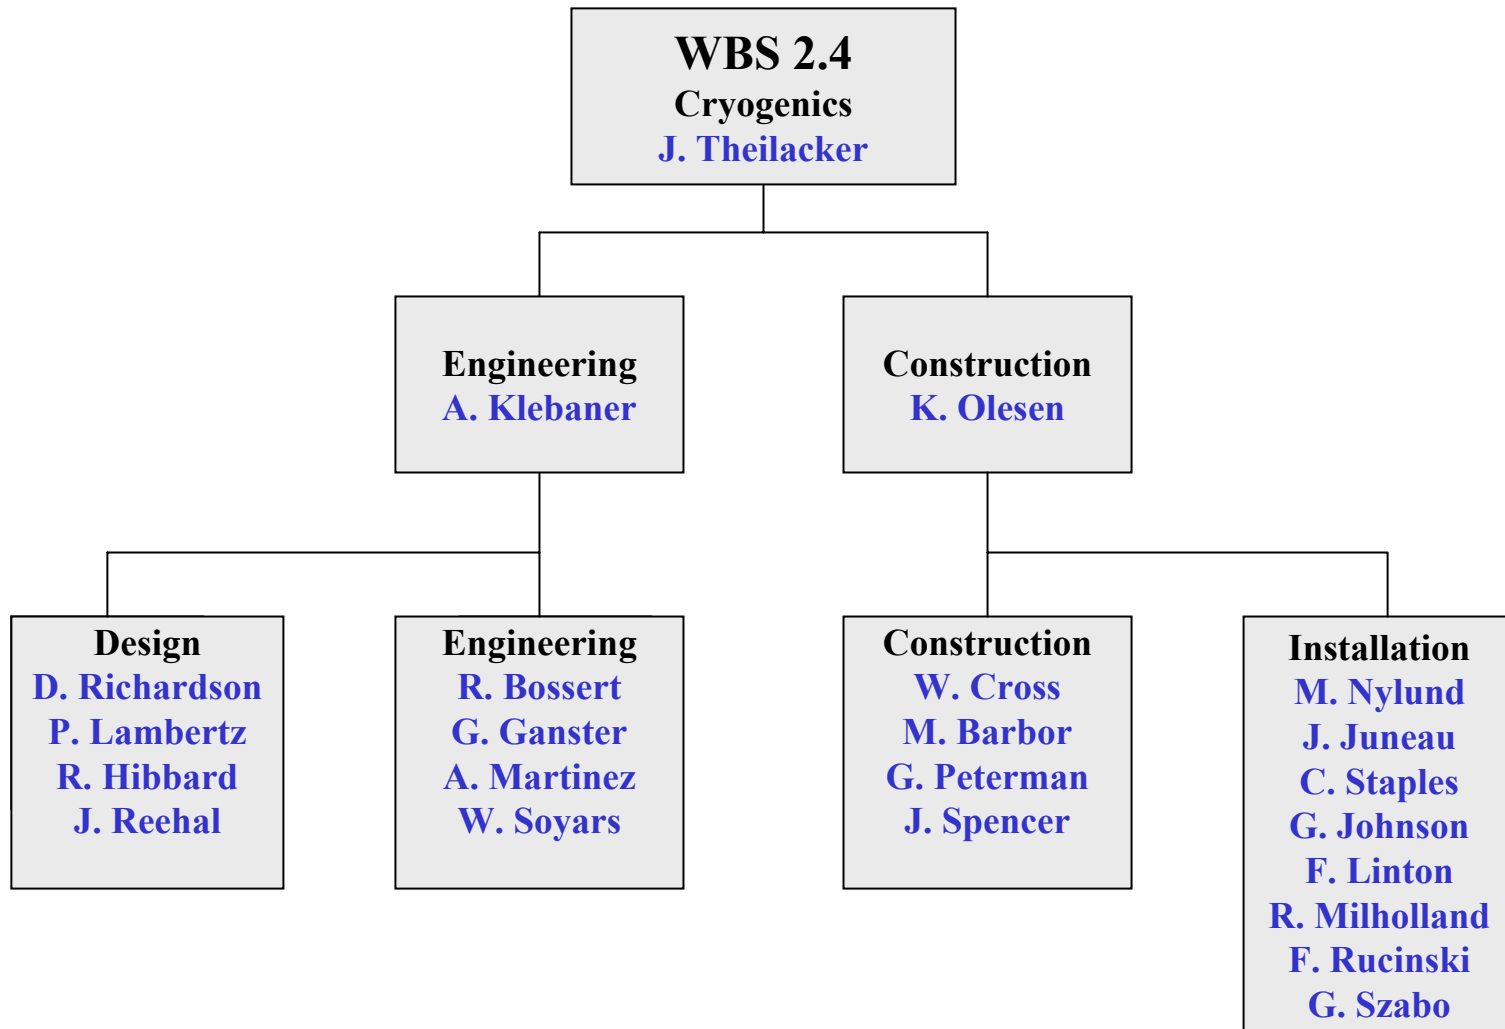 WBS 2.4
Cryogenics
J. Theilacker
Engineering
A. Klebaner
Construction
K. Olesen
Design
D. Richardson
P. Lambertz
R. Hibbard
J. Reehal
Engineering
R. Bossert
G. Ganster
A. Martinez
W. Soyars
Construction
W. Cross
M. Barbor
G. Peterman
J. Spencer
Installation
M. Nylund
J. Juneau
C. Staples
G. Johnson
F. Linton
R. Milholland
F. Rucinski
G. Szabo